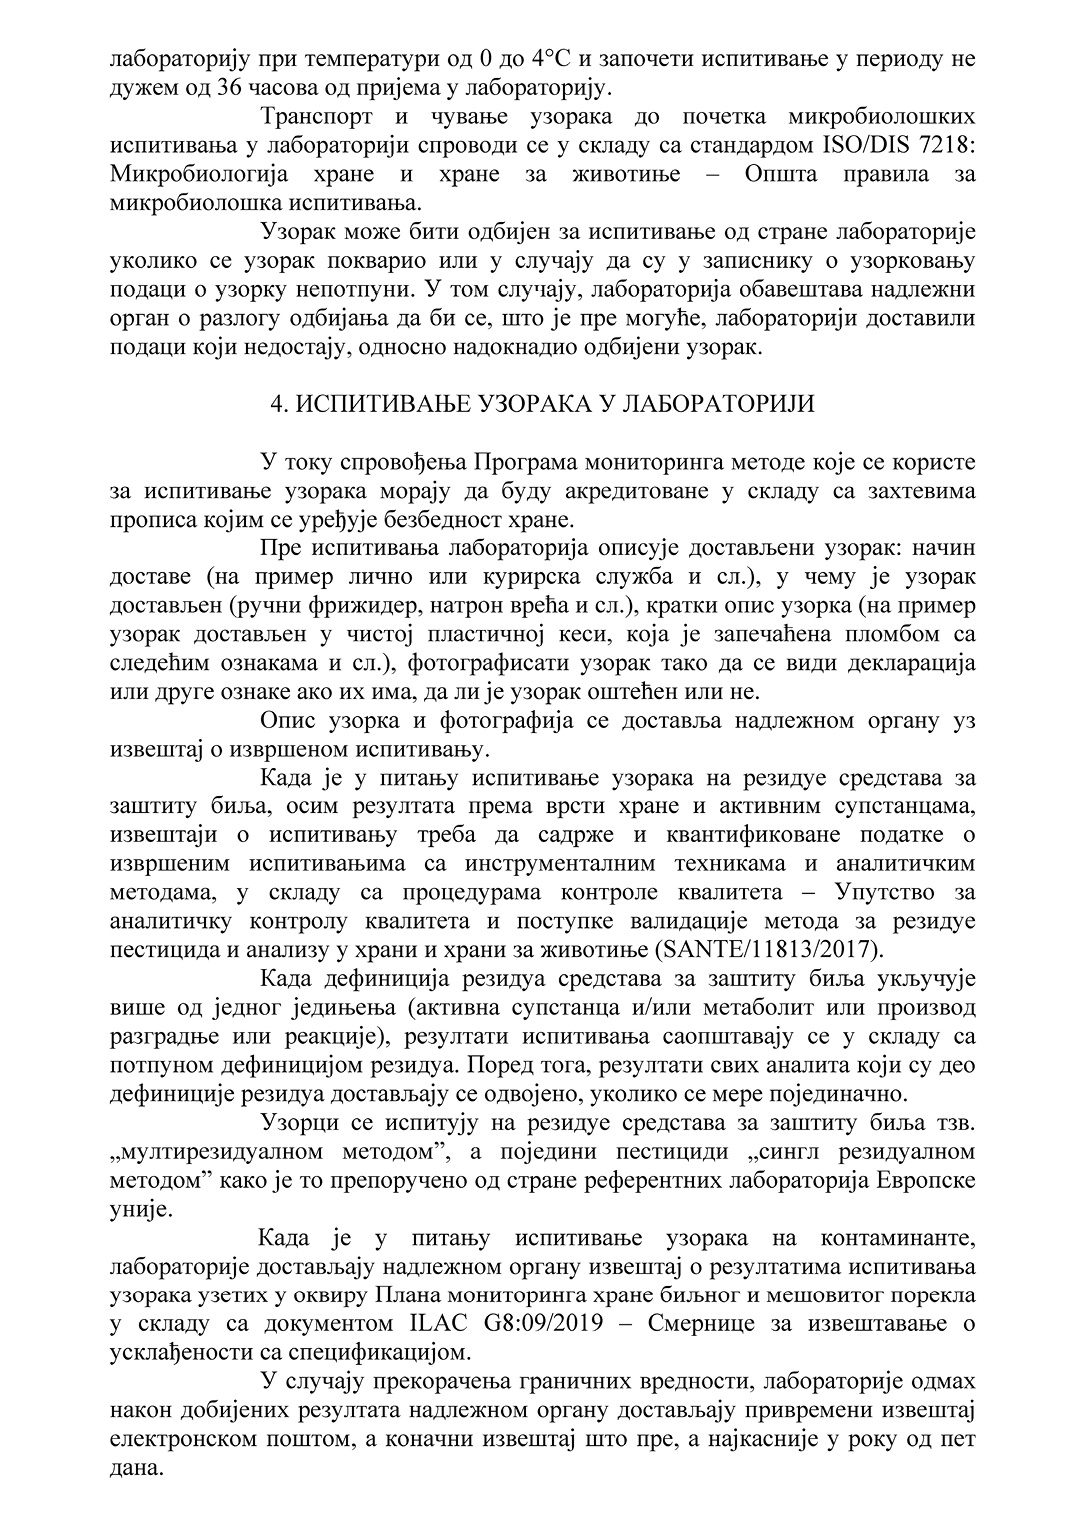 лабораторију при температури од 0 до 4°C и започети испитивање у периоду не
дужем од 36 часова од пријема у лабораторију.
Транспорт и чување узорака до почетка микробиолошких
испитивања у лабораторији спроводи се у складу са стандардом ISO/DIS 7218:
Микробиологија хране и хране за животиње – Општа правила за
микробиолошка испитивања.
Узорак може бити одбијен за испитивање од стране лабораторије
уколико се узорак покварио или у случају да су у записнику о узорковању
подаци о узорку непотпуни. У том случају, лабораторија обавештава надлежни
орган о разлогу одбијања да би се, што је пре могуће, лабораторији доставили
подаци који недостају, односно надокнадио одбијени узорак.
4. ИСПИТИВАЊЕ УЗОРАКА У ЛАБОРАТОРИЈИ
У току спровођења Програма мониторинга методе које се користе
за испитивање узорака морају да буду акредитоване у складу са захтевима
прописа којим се уређује безбедност хране.
Пре испитивања лабораторија описује достављени узорак: начин
доставе (на пример лично или курирска служба и сл.), у чему је узорак
достављен (ручни фрижидер, натрон врећа и сл.), кратки опис узорка (на пример
узорак достављен у чистој пластичној кеси, која је запечаћена пломбом са
следећим ознакама и сл.), фотографисати узорак тако да се види декларација
или друге ознаке ако их има, да ли је узорак оштећен или не.
Опис узорка и фотографија се доставља надлежном органу уз
извештај о извршеном испитивању.
Када је у питању испитивање узорака на резидуе средстава за
заштиту биља, осим резултата према врсти хране и активним супстанцама,
извештаји о испитивању треба да садрже и квантификоване податке о
извршеним испитивањима са инструменталним техникама и аналитичким
методама, у складу са процедурама контроле квалитета – Упутство за
аналитичку контролу квалитета и поступке валидације метода за резидуе
пестицида и анализу у храни и храни за животиње (SANTE/11813/2017).
Када дефиниција резидуа средстава за заштиту биља укључује
више од једног једињења (активна супстанца и/или метаболит или производ
разградње или реакције), резултати испитивања саопштавају се у складу са
потпуном дефиницијом резидуа. Поред тога, резултати свих аналита који су део
дефиниције резидуа достављају се одвојено, уколико се мере појединачно.
Узорци се испитују на резидуе средстава за заштиту биља тзв.
„мултирезидуалном методом”, а поједини пестициди „сингл резидуалном
методом” како је то препоручено од стране референтних лабораторија Европске
уније.
Када је у питању испитивање узорака на контаминанте,
лабораторије достављају надлежном органу извештај о резултатима испитивања
узорака узетих у оквиру Плана мониторинга хране биљног и мешовитог порекла
у складу са документом ILAC G8:09/2019 – Смернице за извештавање о
усклађености са спецификацијом.
У случају прекорачења граничних вредности, лабораторије одмах
након добијених резултата надлежном органу достављају привремени извештај
електронском поштом, а коначни извештај што пре, а најкасније у року од пет
дана.